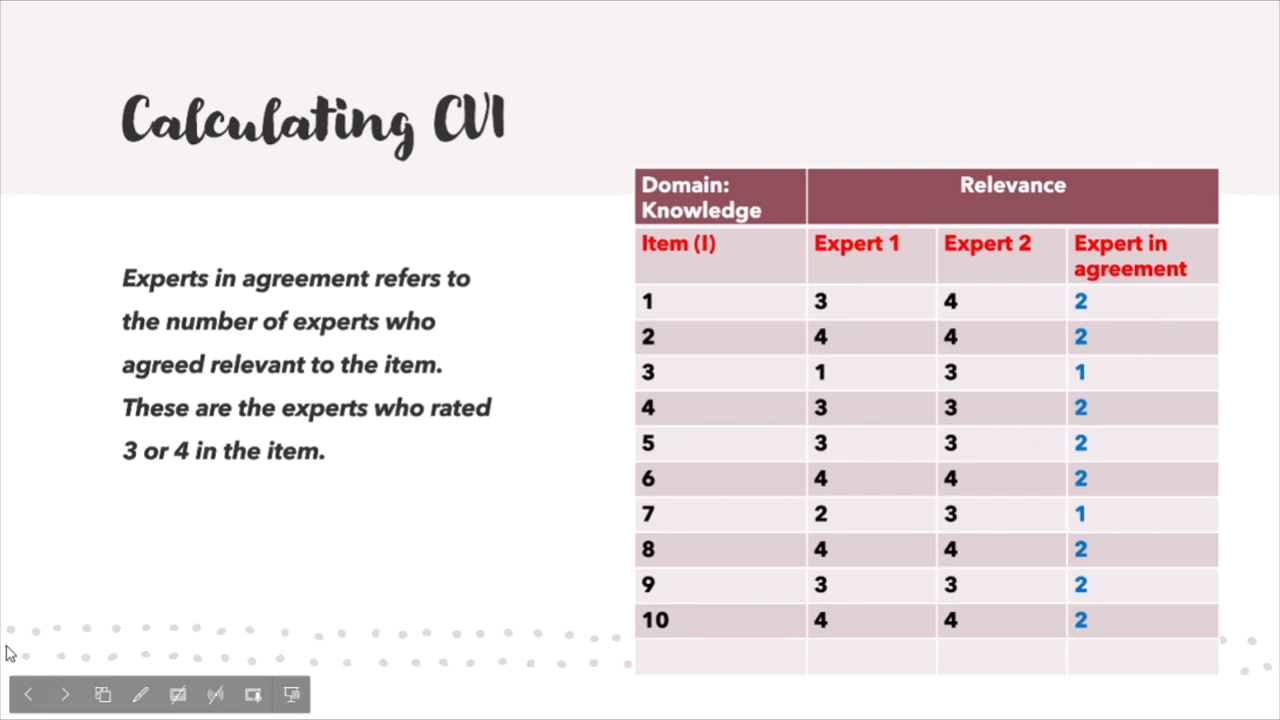 Calculating CVI
Experts in agreement refers to
the number of experts who
agreed relevant to the item.
These are the experts who rated
3 or 4 in the item.
Domain: Relevance
Knowledge
Item (I) Expert 1 Expert 2 Expert in
agreement
1 3 4 2
2 4 4 2
3 1 3 1
4 3 3 2
5 3 3 2
6 4 4 2
7 2 3 1
8 4 4 2
9 3 3 2
10 4 4 2